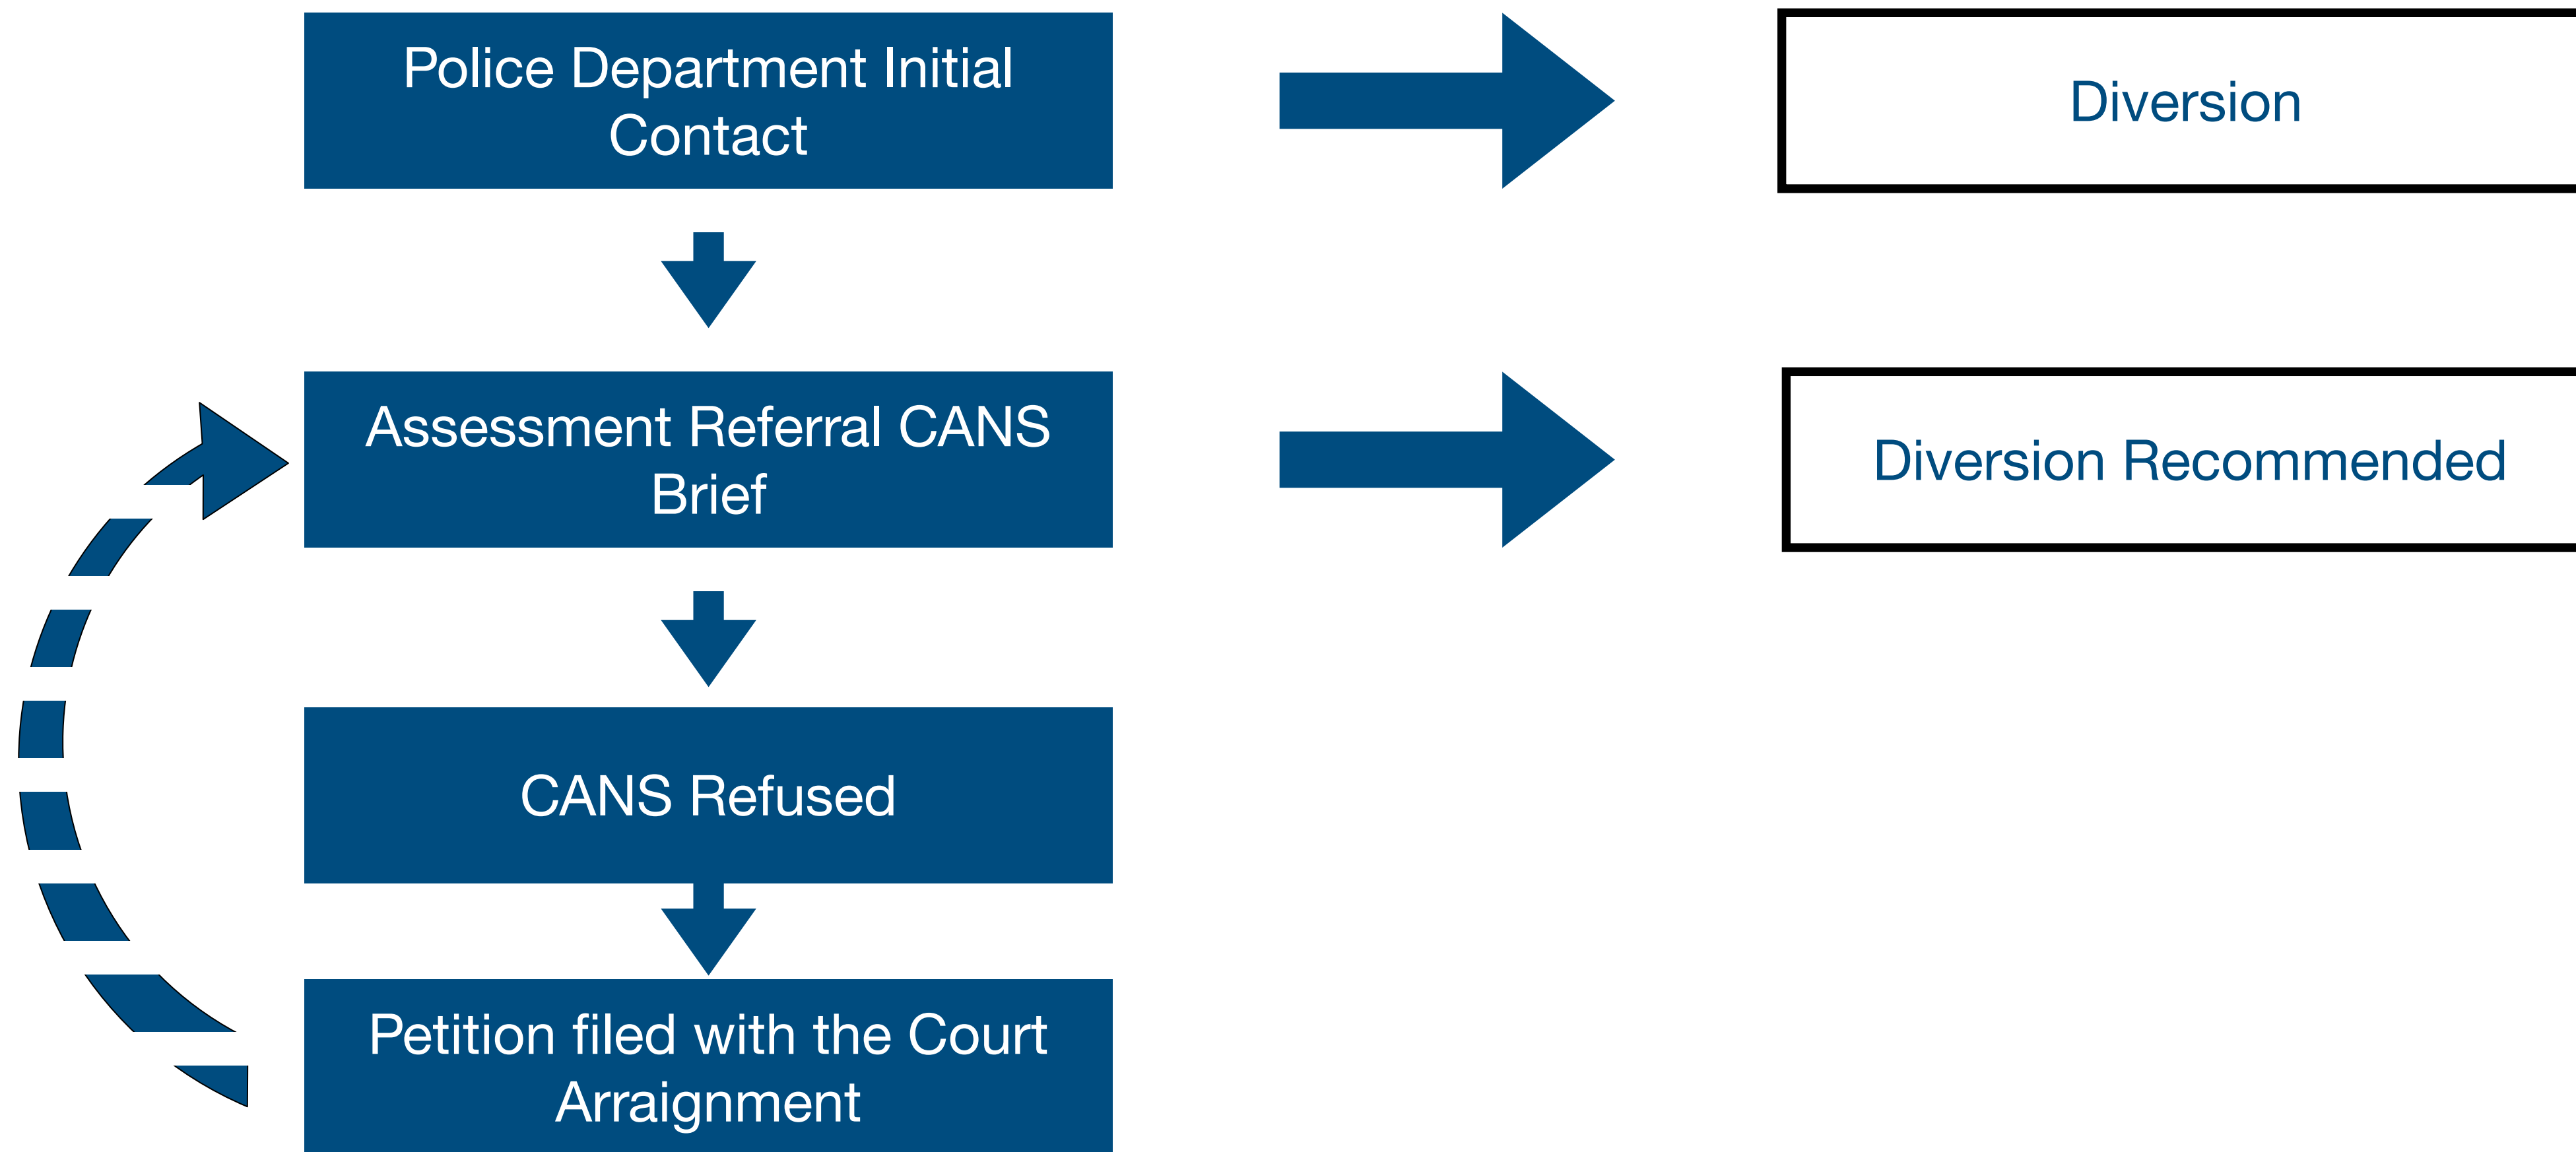 Police Department Initial
Contact
Diversion
Assessment Referral CANS
Brief
Diversion Recommended
CANS Refused
Petition filed with the Court
Arraignment